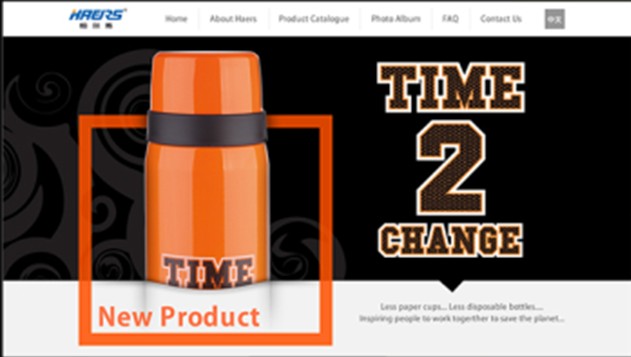 HAERS
哈尔斯
Home About Haers Product Catalogue Photo Album FAQ Contact Us 中文
TIME
2
CHANGE
TIME
New Product
Less paper cups... Less disposable bottles....
Inspiring people to work togerther to save the planet...